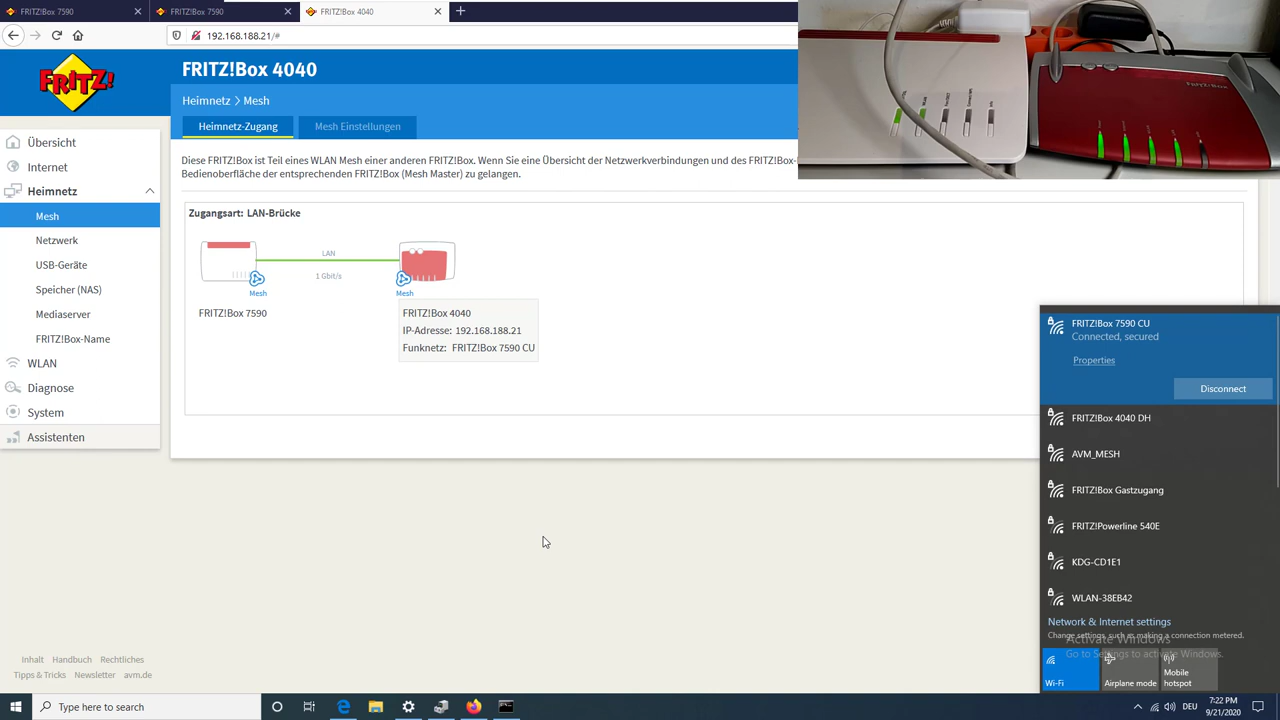 FRITZ!Box 7590
FRITZ!Box 7590
FRITZ!Box 4040
192.168.188.21/#
FRITZ!
FRITZ!Box 4040
Heimnetz > Mesh
Heimnetz-Zugang
Mesh Einstellungen
Diese FRITZ!Box ist Teil eines WLAN Mesh einer anderen FRITZ!Box. Wenn Sie eine Übersicht der Netzwerkverbindungen und des FRITZ!Box-
Bedienoberfläche der entsprechenden FRITZ!Box (Mesh Master) zu gelangen.
Übersicht
Internet
Heimnetz
Mesh
Netzwerk
USB-Geräte
Speicher (NAS)
Mediaserver
FRITZ!Box-Name
WLAN
Diagnose
System
Assistenten
Zugangsart: LAN-Brücke
LAN
1 Gbit/s
Mesh
Mesh
FRITZ!Box 7590
FRITZ!Box 4040
IP-Adresse: 192.168.188.21
Funknetz: FRITZ!Box 7590 CU
Inhalt Handbuch Rechtliches
Tipps & Tricks Newsletter avm.de
FRITZ!Box 7590 CU
Connected, secured
Properties
Disconnect
FRITZ!Box 4040 DH
AVM_MESH
FRITZ!Box Gastzugang
FRITZ!Powerline 540E
KDG-CD1E1
WLAN-38EB42
Network & Internet settings
Change settings, such as making a connection metered.
Activate Windows
Go to Settings to activate Windows.
Wi-Fi
Airplane mode
Mobile
hotspot
Type here to search
DEU
7:22 PM
9/21/2020